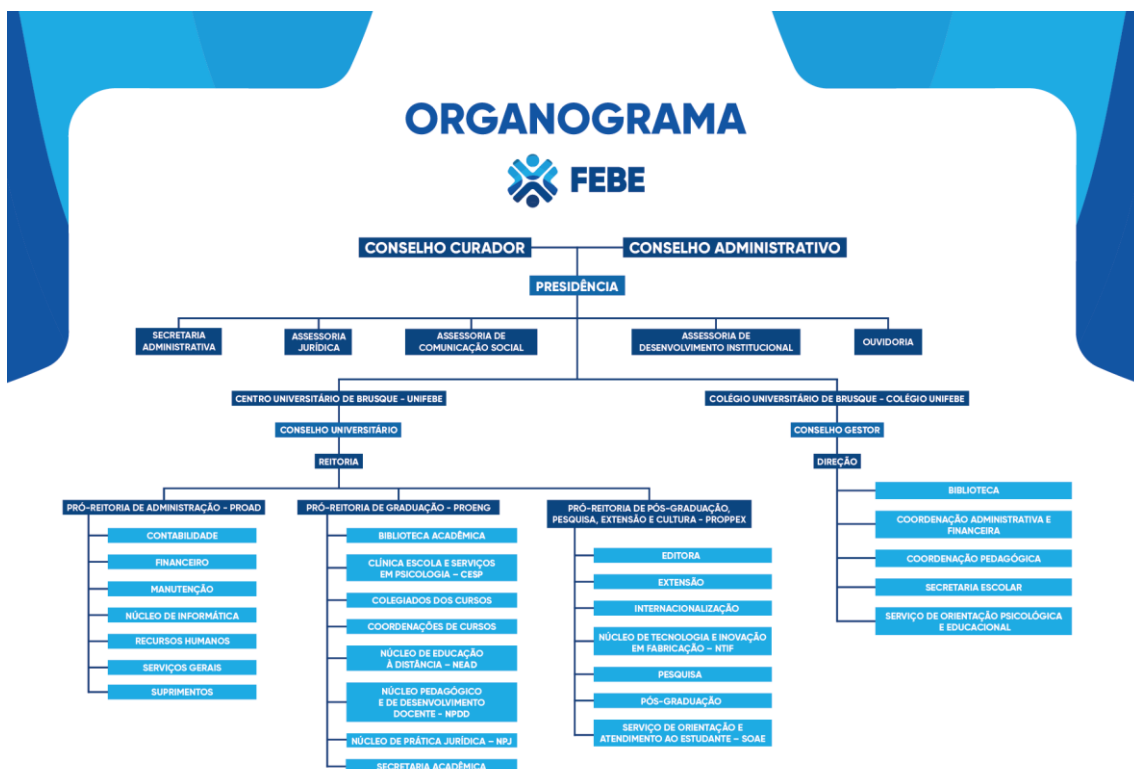 ORGANOGRAMA
FEBE
CONSELHO CURADOR
CONSELHO ADMINISTRATIVO
PRESIDÊNCIA
SECRETARIA
ADMINISTRATIVA
ASSESSORIA
JURÍDICA
ASSESSORIA DE
COMUNICAÇÃO SOCIAL
ASSESSORIA DE
DESENVOLVIMENTO INSTITUCIONAL
OUVIDORIA
CENTRO UNIVERSITÁRIO DE BRUSQUE - UNIFEBE
CONSELHO UNIVERSITÁRIO
REITORIA
PRÓ-REITORIA DE ADMINISTRAÇÃO - PROAD
CONTABILIDADE
FINANCEIRO
MANUTENÇÃO
NÚCLEO DE INFORMÁTICA
RECURSOS HUMANOS
SERVIÇOS GERAIS
SUPRIMENTOS
PRÓ-REITORIA DE GRADUAÇÃO - PROENG
BIBLIOTECA ACADÊMICA
CLÍNICA ESCOLA E SERVIÇOS
EM PSICOLOGIA – CESP
COLEGIADOS DOS CURSOS
COORDENAÇÕES DE CURSOS
NÚCLEO DE EDUCAÇÃO
À DISTÂNCIA – NEAD
NÚCLEO PEDAGÓGICO
E DE DESENVOLVIMENTO
DOCENTE - NPDD
NÚCLEO DE PRÁTICA JURÍDICA – NPJ
SECRETARIA ACADÊMICA
PRÓ-REITORIA DE PÓS-GRADUAÇÃO,
PESQUISA, EXTENSÃO E CULTURA - PROPPEX
EDITORA
EXTENSÃO
INTERNACIONALIZAÇÃO
NÚCLEO DE TECNOLOGIA E INOVAÇÃO
EM FABRICAÇÃO – NTIF
PESQUISA
PÓS-GRADUAÇÃO
SERVIÇO DE ORIENTAÇÃO E
ATENDIMENTO AO ESTUDANTE – SOAE
COLÉGIO UNIVERSITÁRIO DE BRUSQUE - COLÉGIO UNIFEBE
CONSELHO GESTOR
DIREÇÃO
BIBLIOTECA
COORDENAÇÃO ADMINISTRATIVA E
FINANCEIRA
COORDENAÇÃO PEDAGÓGICA
SECRETARIA ESCOLAR
SERVIÇO DE ORIENTAÇÃO PSICOLÓGICA
E EDUCACIONAL